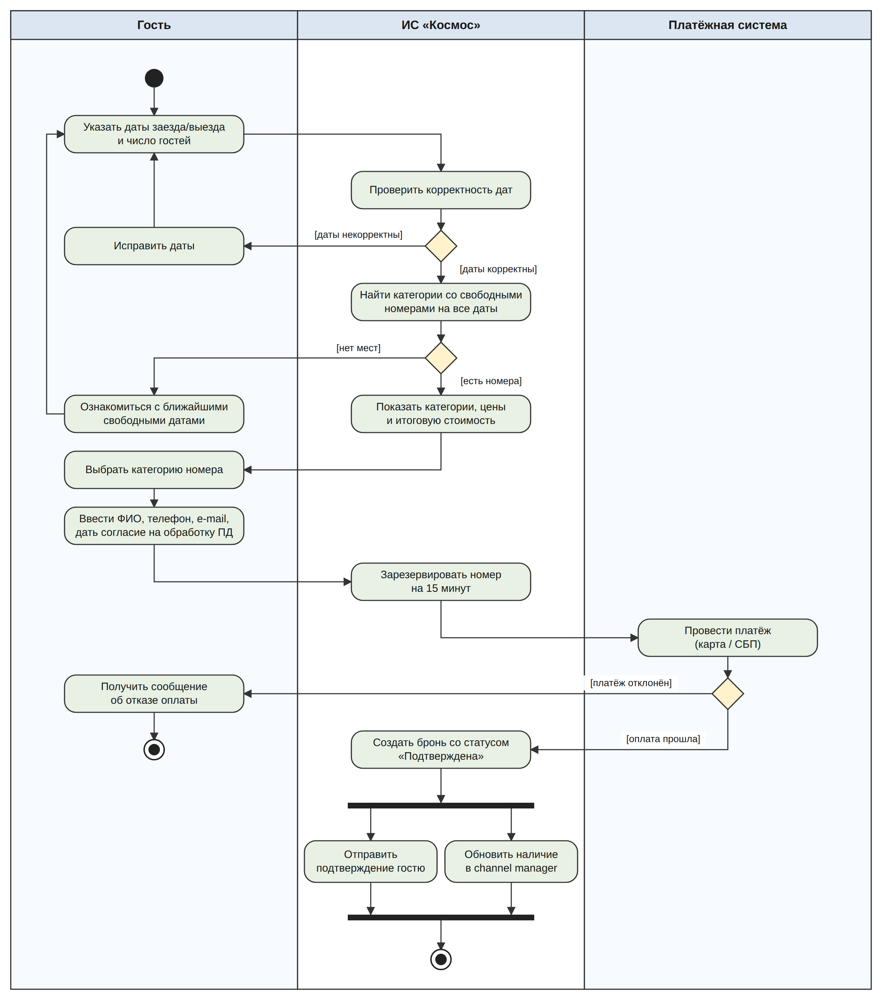 Гость
ИС «Космос»
Платёжная система
Указать даты заезда/выезда
и число гостей
Проверить корректность дат
[даты некорректны]
Исправить даты
[даты корректны]
Найти категории со свободными
номерами на все даты
[нет мест]
[есть номера]
Ознакомиться с ближайшими
свободными датами
Показать категории, цены
и итоговую стоимость
Выбрать категорию номера
Ввести ФИО, телефон, e-mail,
дать согласие на обработку ПД
Зарезервировать номер
на 15 минут
Провести платёж
(карта / СБП)
[платёж отклонён]
Получить сообщение
об отказе оплаты
[оплата прошла]
Создать бронь со статусом
«Подтверждена»
Отправить
подтверждение гостю
Обновить наличие
в channel manager